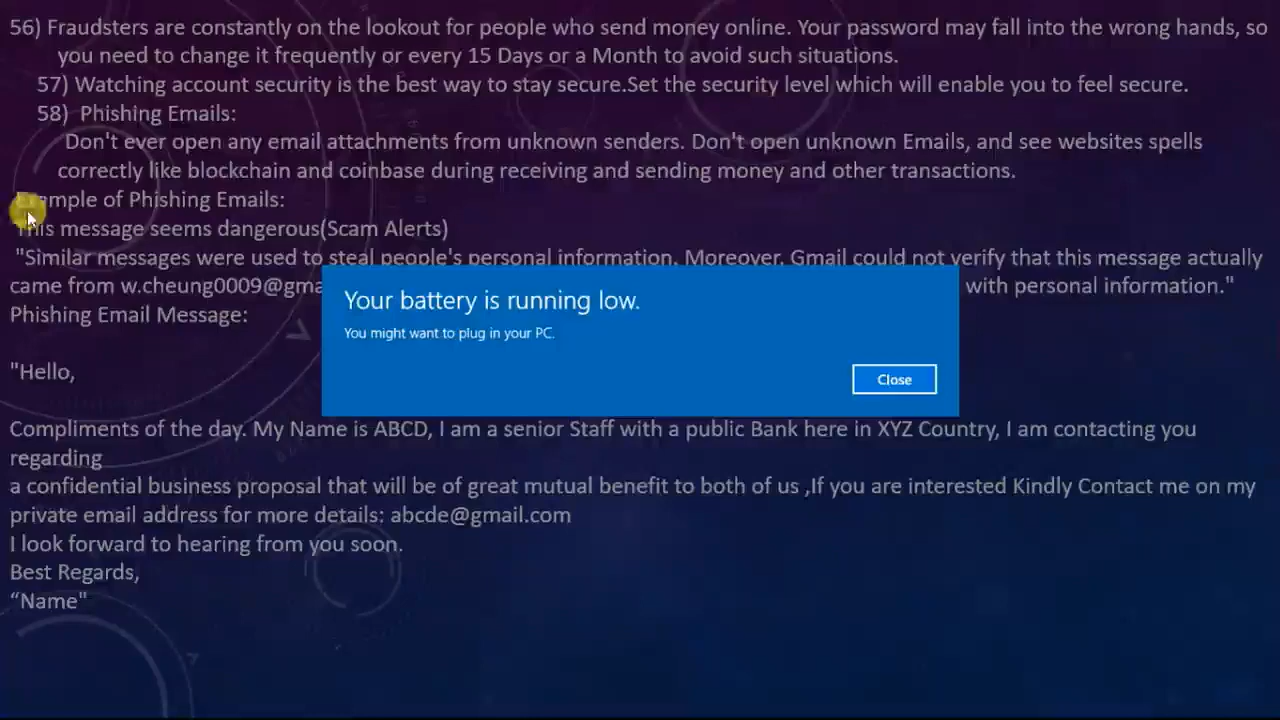 56) Fraudsters are constantly on the lookout for people who send money online. Your password may fall into the wrong hands, so
you need to change it frequently or every 15 Days or a Month to avoid such situations.
57) Watching account security is the best way to stay secure.Set the security level which will enable you to feel secure.
58) Phishing Emails:
Don't ever open any email attachments from unknown senders. Don't open unknown Emails, and see websites spells
correctly like blockchain and coinbase during receiving and sending money and other transactions.
Example of Phishing Emails:
This message seems dangerous(Scam Alerts)
"Similar messages were used to steal people's personal information. Moreover, Gmail could not verify that this message actually
came from w.cheung0009@gma with personal information."
Your battery is running low.
You might want to plug in your PC.
Close
Phishing Email Message:
"Hello,
Compliments of the day. My Name is ABCD, I am a senior Staff with a public Bank here in XYZ Country, I am contacting you
regarding
a confidential business proposal that will be of great mutual benefit to both of us ,If you are interested Kindly Contact me on my
private email address for more details: abcde@gmail.com
I look forward to hearing from you soon.
Best Regards,
“Name"